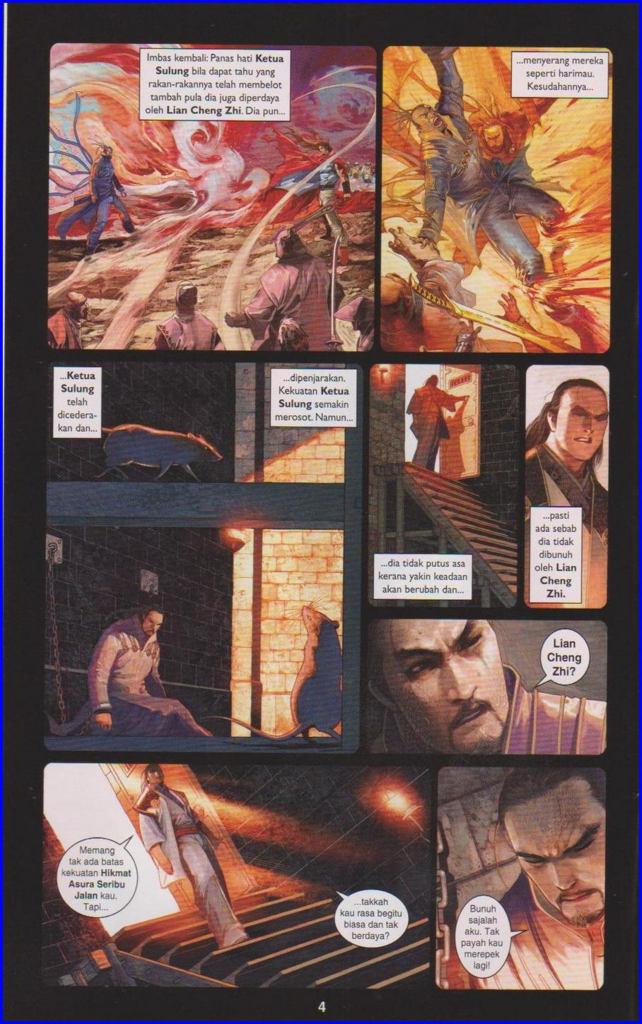 Imbas kembali: Panas hati Ketua
Sulung bila dapat tahu yang
rakan-rakannya telah membelot
tambah pula dia juga diperdaya
oleh Lian Cheng Zhi. Dia pun...
...menyerang mereka
seperti harimau.
Kesudahannya...
...Ketua
Sulung
telah
dicedera-
kan dan...
...dipenjarakan.
Kekuatan Ketua
Sulung semakin
merosot. Namun...
...dia tidak putus asa
kerana yakin keadaan
akan berubah dan...
...pasti
ada sebab
dia tidak
dibunuh
oleh Lian
Cheng
Zhi.
Lian
Cheng
Zhi?
Memang
tak ada batas
kekuatan Hikmat
Asura Seribu
Jalan kau.
Tapi...
...takkah
kau rasa begitu
biasa dan tak
berdaya?
Bunuh
sajalah
aku. Tak
payah kau
merepek
lagi!
4